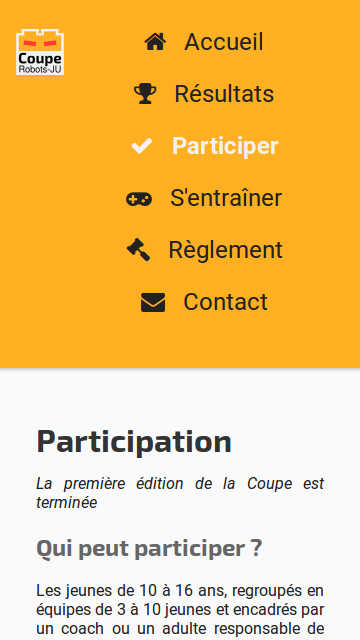 Coupe
Robots-JU
Accueil
Résultats
Participer
S'entraîner
Règlement
Contact
Participation
La première édition de la Coupe est
terminée
Qui peut participer ?
Les jeunes de 10 à 16 ans, regroupés en
équipes de 3 à 10 jeunes et encadrés par
un coach ou un adulte responsable de